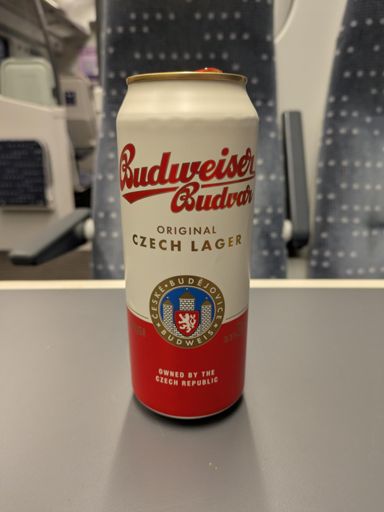 Budweiser
Budvar
ORIGINAL
CZECH LAGER
ČESKÉ BUDĚJOVICE
BUDWEIS
OWNED BY THE
CZECH REPUBLIC